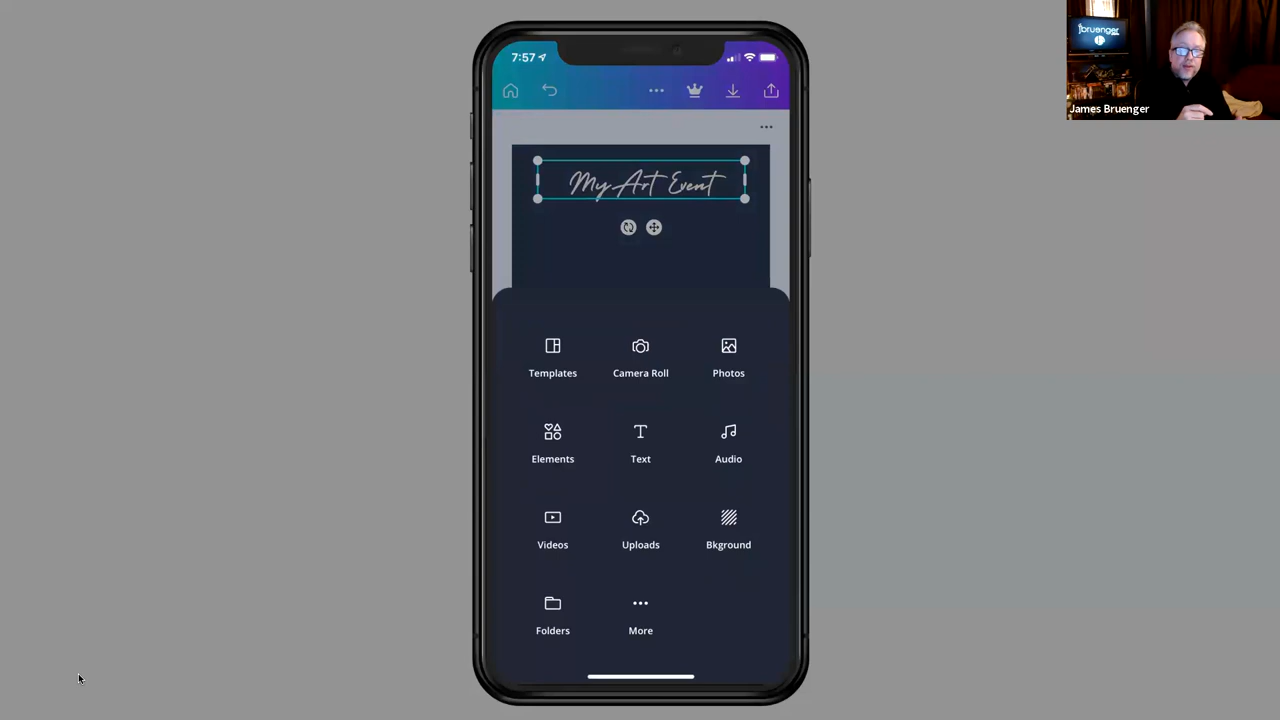 7:57
jbruenger
James Bruenger
My Art Event
Templates
Camera Roll
Photos
Elements
Text
Audio
Videos
Uploads
Bkground
Folders
More